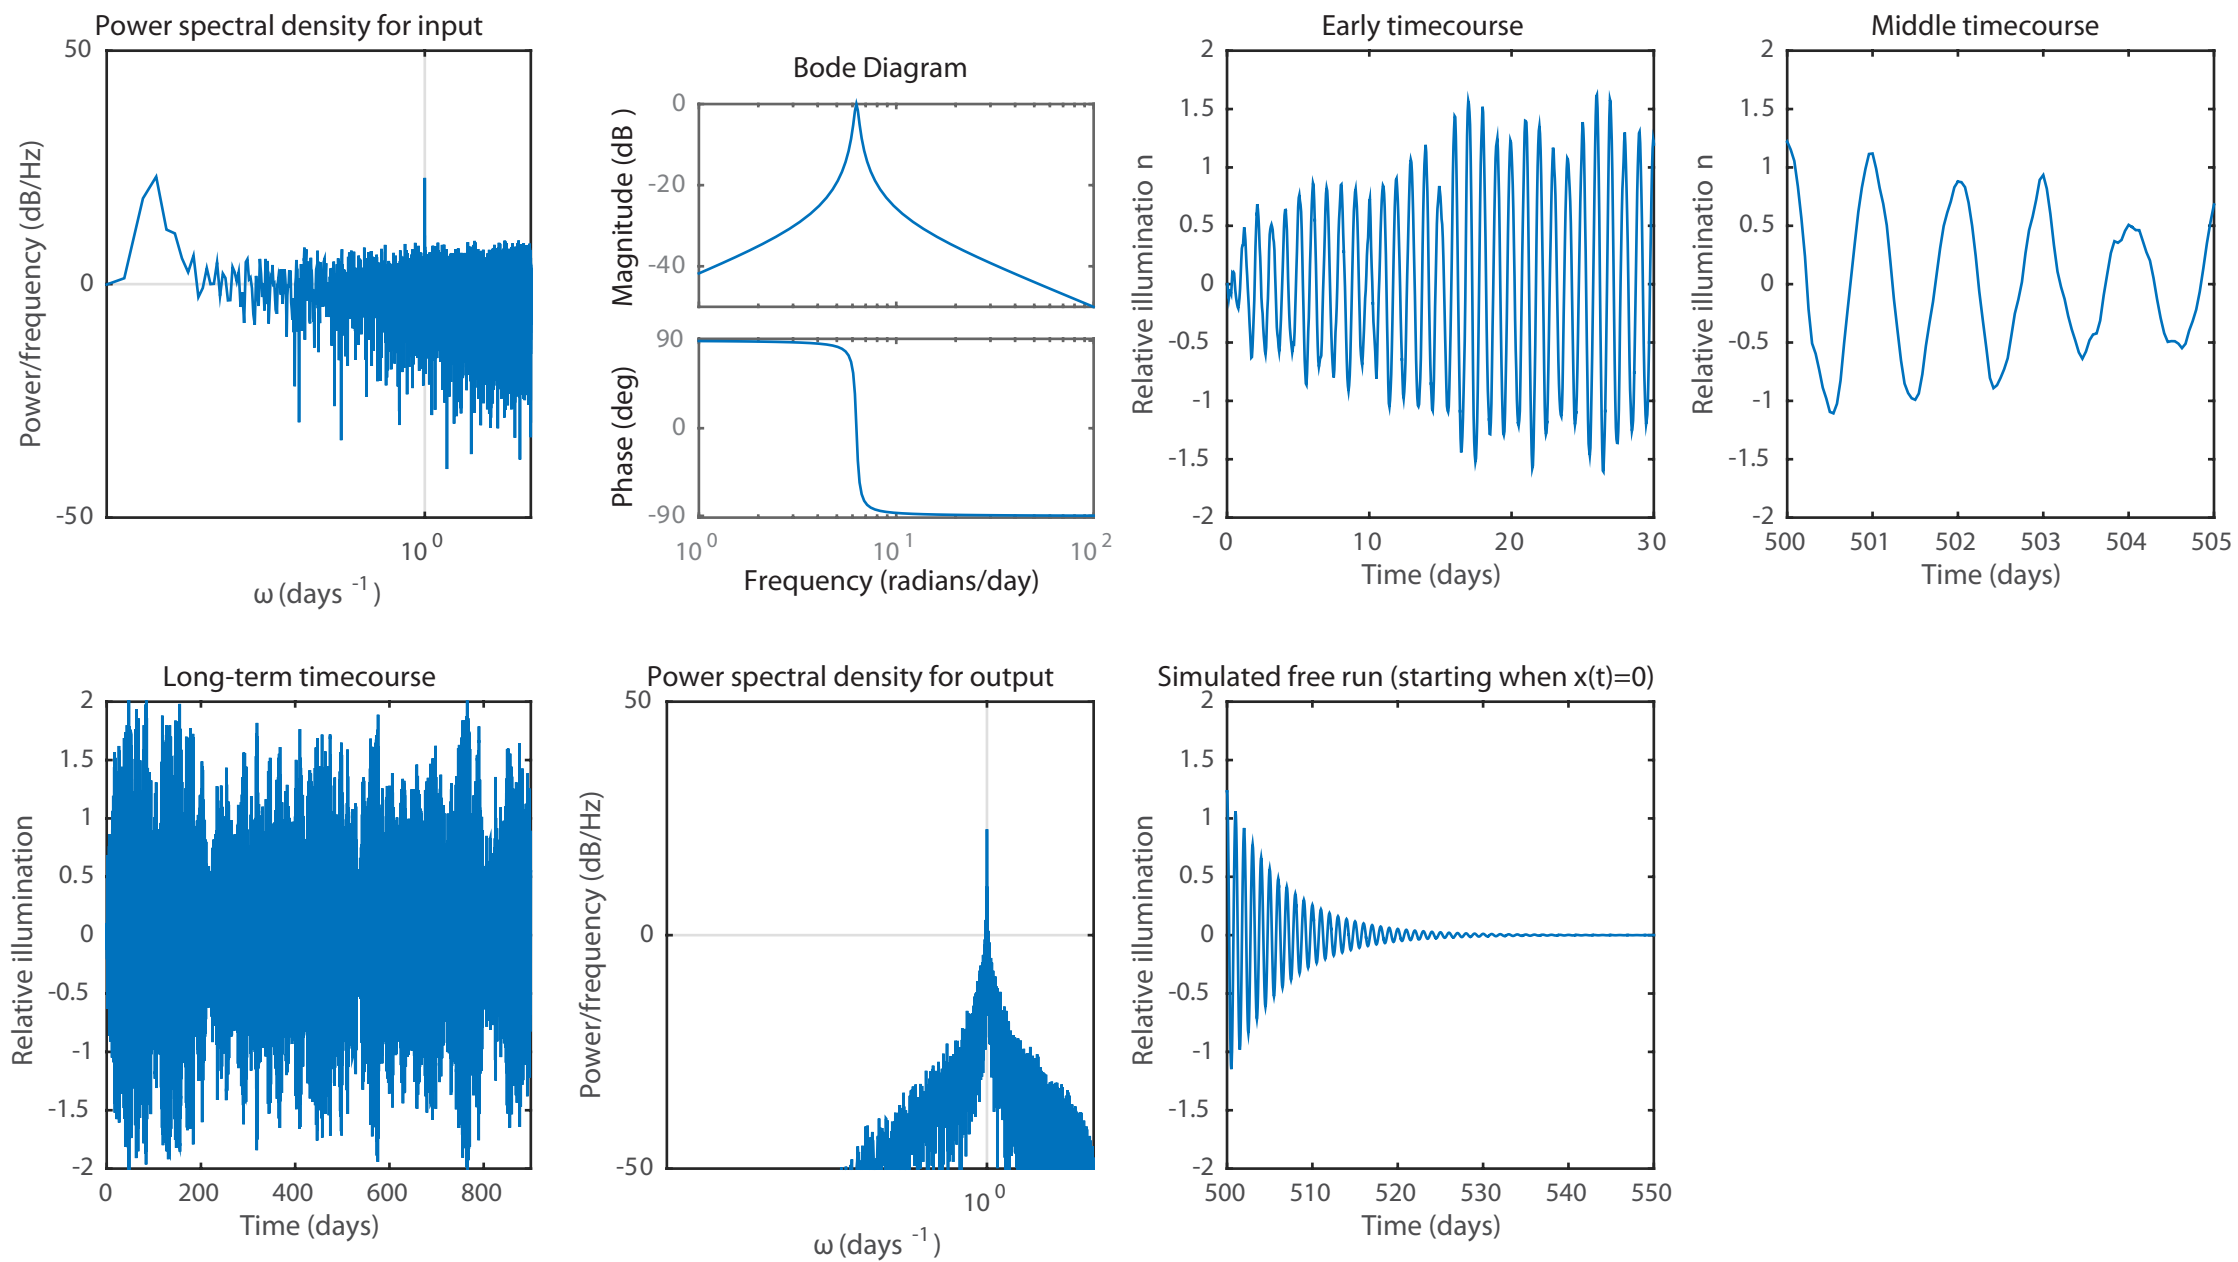 Power spectral density for input
50
0
-50
Power/frequency (dB/Hz)
10 0
ω (days -1 )
Bode Diagram
0
-20
-40
Magnitude (dB )
90
0
-90
Phase (deg)
10 0
10 1
10 2
Frequency (radians/day)
Early timecourse
2
1.5
1
0.5
0
-0.5
-1
-1.5
-2
Relative illumination n
0 10 20 30
Time (days)
Middle timecourse
2
1.5
1
0.5
0
-0.5
-1
-1.5
-2
Relative illumination n
500 501 502 503 504 505
Time (days)
Long-term timecourse
2
1.5
1
0.5
0
-0.5
-1
-1.5
-2
Relative illumination
0 200 400 600 800
Time (days)
Power spectral density for output
50
0
-50
Power/frequency (dB/Hz)
10 0
ω (days -1 )
Simulated free run (starting when x(t)=0)
2
1.5
1
0.5
0
-0.5
-1
-1.5
-2
Relative illumination
500 510 520 530 540 550
Time (days)